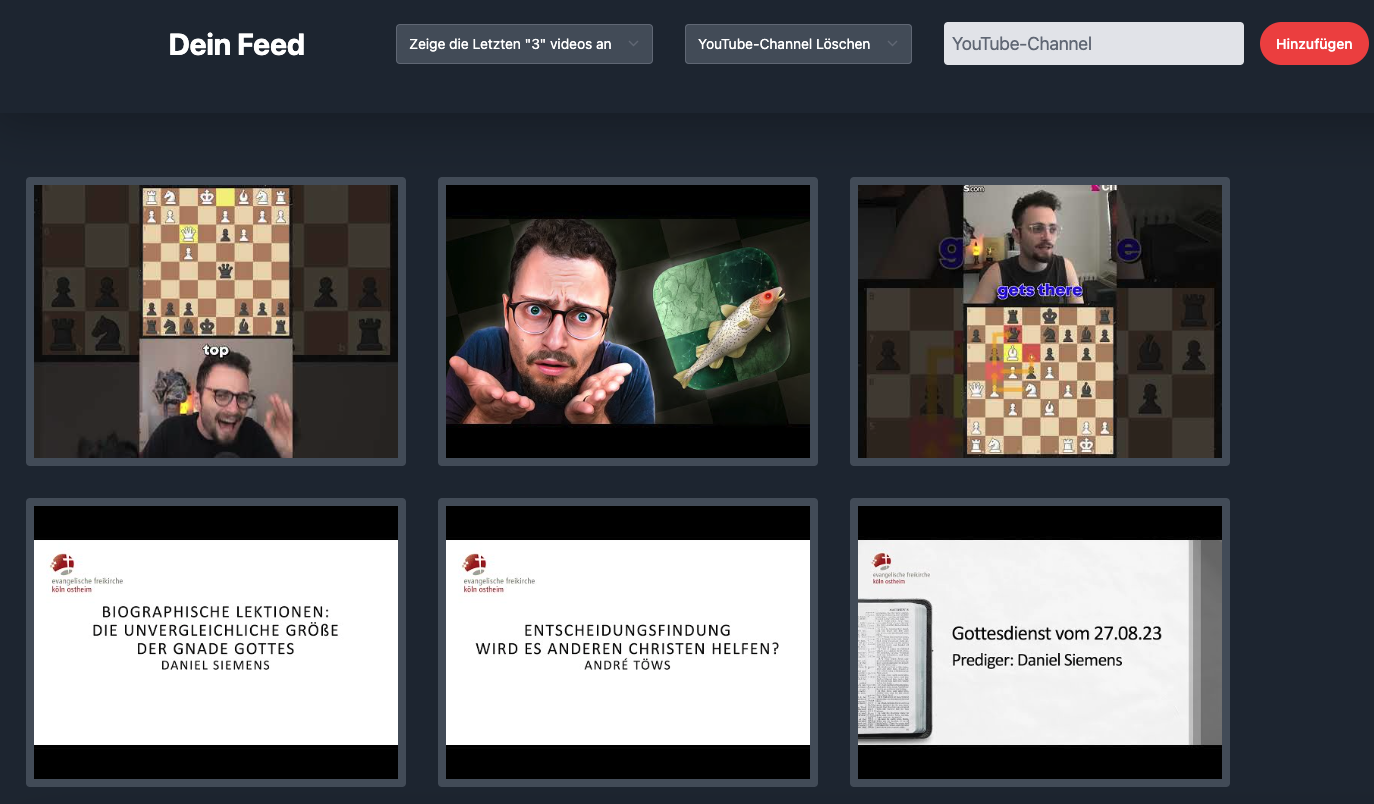 Dein Feed
Zeige die Letzten "3" videos an
YouTube-Channel Löschen
YouTube-Channel
Hinzufügen
top
s.com
g
e
gets there
evangelische freikirche
köln ostheim
BIOGRAPHISCHE LEKTIONEN:
DIE UNVERGLEICHLICHE GRÖßE
DER GNADE GOTTES
DANIEL SIEMENS
evangelische freikirche
köln ostheim
ENTSCHEIDUNGSFINDUNG
WIRD ES ANDEREN CHRISTEN HELFEN?
ANDRÉ TÖWS
evangelische freikirche
köln ostheim
Gottesdienst vom 27.08.23
Prediger: Daniel Siemens